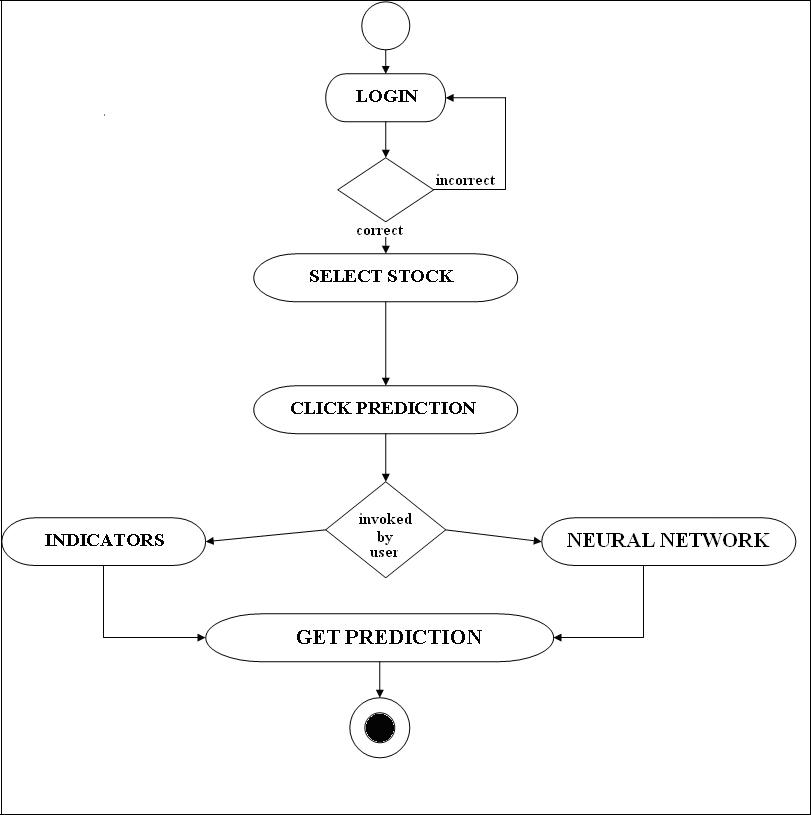 LOGIN
incorrect
correct
SELECT STOCK
CLICK PREDICTION
invoked
by
user
INDICATORS
NEURAL NETWORK
GET PREDICTION